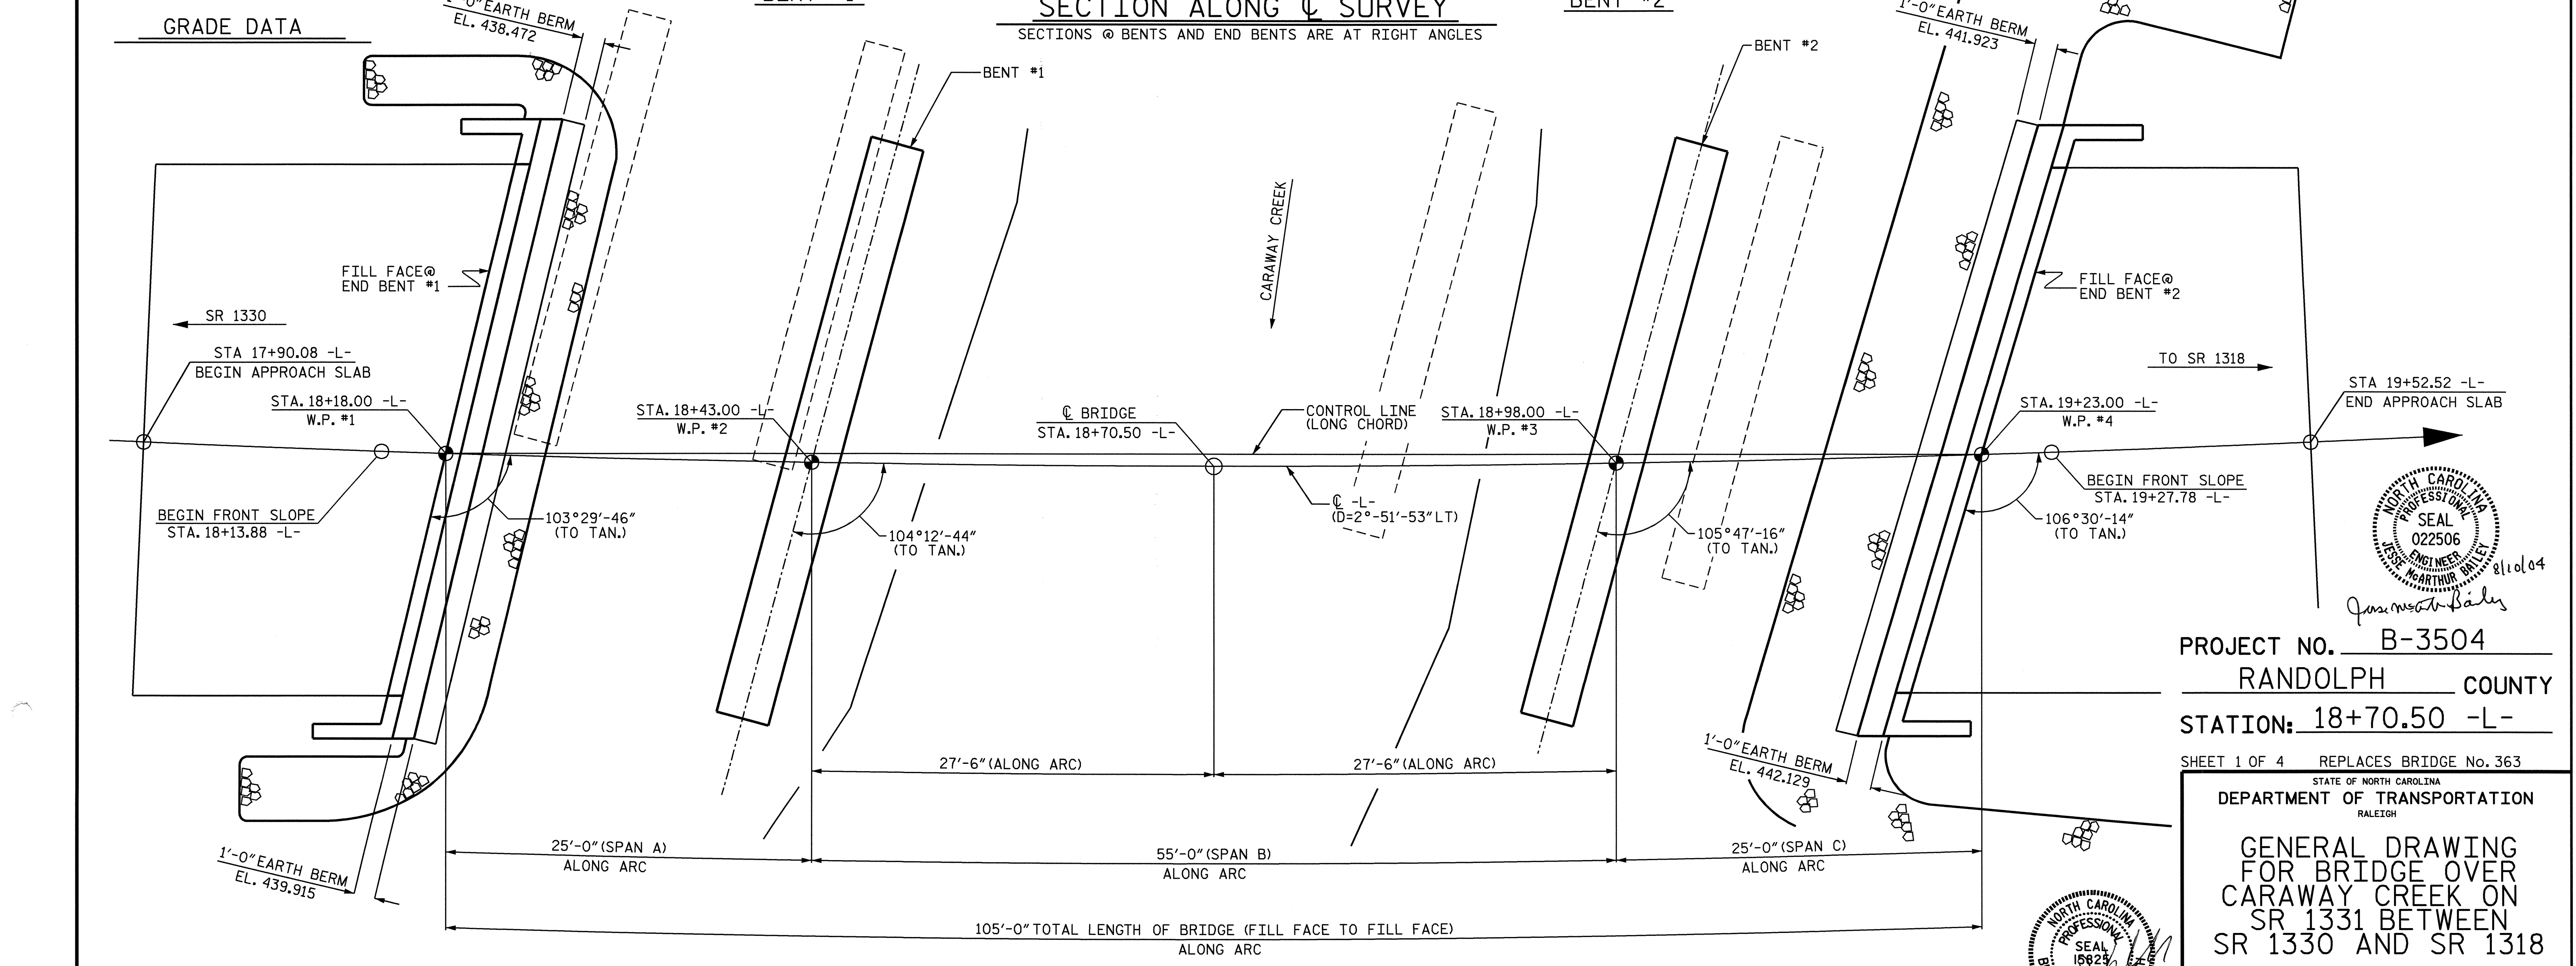 GRADE DATA
1'-0" EARTH BERM
EL. 438.472
SECTION ALONG ℄ SURVEY
SECTIONS @ BENTS AND END BENTS ARE AT RIGHT ANGLES
BENT #2
1'-0" EARTH BERM
EL. 441.923
BENT #1
BENT #2
CARAWAY CREEK
FILL FACE@
END BENT #1
FILL FACE@
END BENT #2
SR 1330
TO SR 1318
STA 17+90.08 -L-
BEGIN APPROACH SLAB
STA. 18+18.00 -L-
W.P. #1
STA. 18+43.00 -L-
W.P. #2
℄ BRIDGE
STA. 18+70.50 -L-
CONTROL LINE
(LONG CHORD)
STA. 18+98.00 -L-
W.P. #3
STA. 19+23.00 -L-
W.P. #4
STA 19+52.52 -L-
END APPROACH SLAB
BEGIN FRONT SLOPE
STA. 18+13.88 -L-
103°29'-46"
(TO TAN.)
104°12'-44"
(TO TAN.)
℄ -L-
(D=2°-51'-53" LT)
105°47'-16"
(TO TAN.)
106°30'-14"
(TO TAN.)
BEGIN FRONT SLOPE
STA. 19+27.78 -L-
NORTH CAROLINA
PROFESSIONAL
SEAL
022506
ENGINEER
JESSE McARTHUR BAILEY
8/10/04
PROJECT NO. B-3504
RANDOLPH COUNTY
STATION: 18+70.50 -L-
SHEET 1 OF 4 REPLACES BRIDGE No. 363
STATE OF NORTH CAROLINA
DEPARTMENT OF TRANSPORTATION
RALEIGH
GENERAL DRAWING
FOR BRIDGE OVER
CARAWAY CREEK ON
SR 1331 BETWEEN
SR 1330 AND SR 1318
27'-6" (ALONG ARC)
27'-6" (ALONG ARC)
1'-0" EARTH BERM
EL. 442.129
25'-0" (SPAN A)
ALONG ARC
55'-0" (SPAN B)
ALONG ARC
25'-0" (SPAN C)
ALONG ARC
1'-0" EARTH BERM
EL. 439.915
105'-0" TOTAL LENGTH OF BRIDGE (FILL FACE TO FILL FACE)
ALONG ARC
NORTH CAROLINA
PROFESSIONAL
SEAL
15825